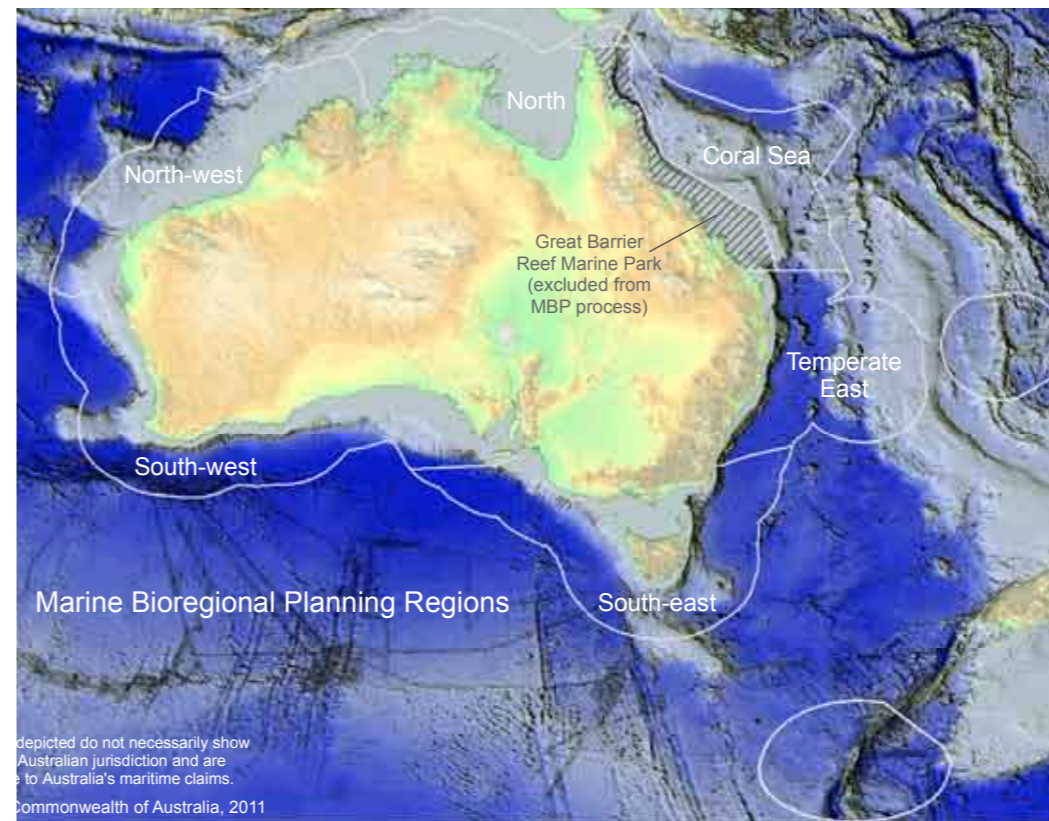 North
Coral Sea
North-west
Great Barrier
Reef Marine Park
(excluded from
MBP process)
Temperate
East
South-west
Marine Bioregional Planning Regions
South-east
depicted do not necessarily show
Australian jurisdiction and are
to Australia's maritime claims.
Commonwealth of Australia, 2011